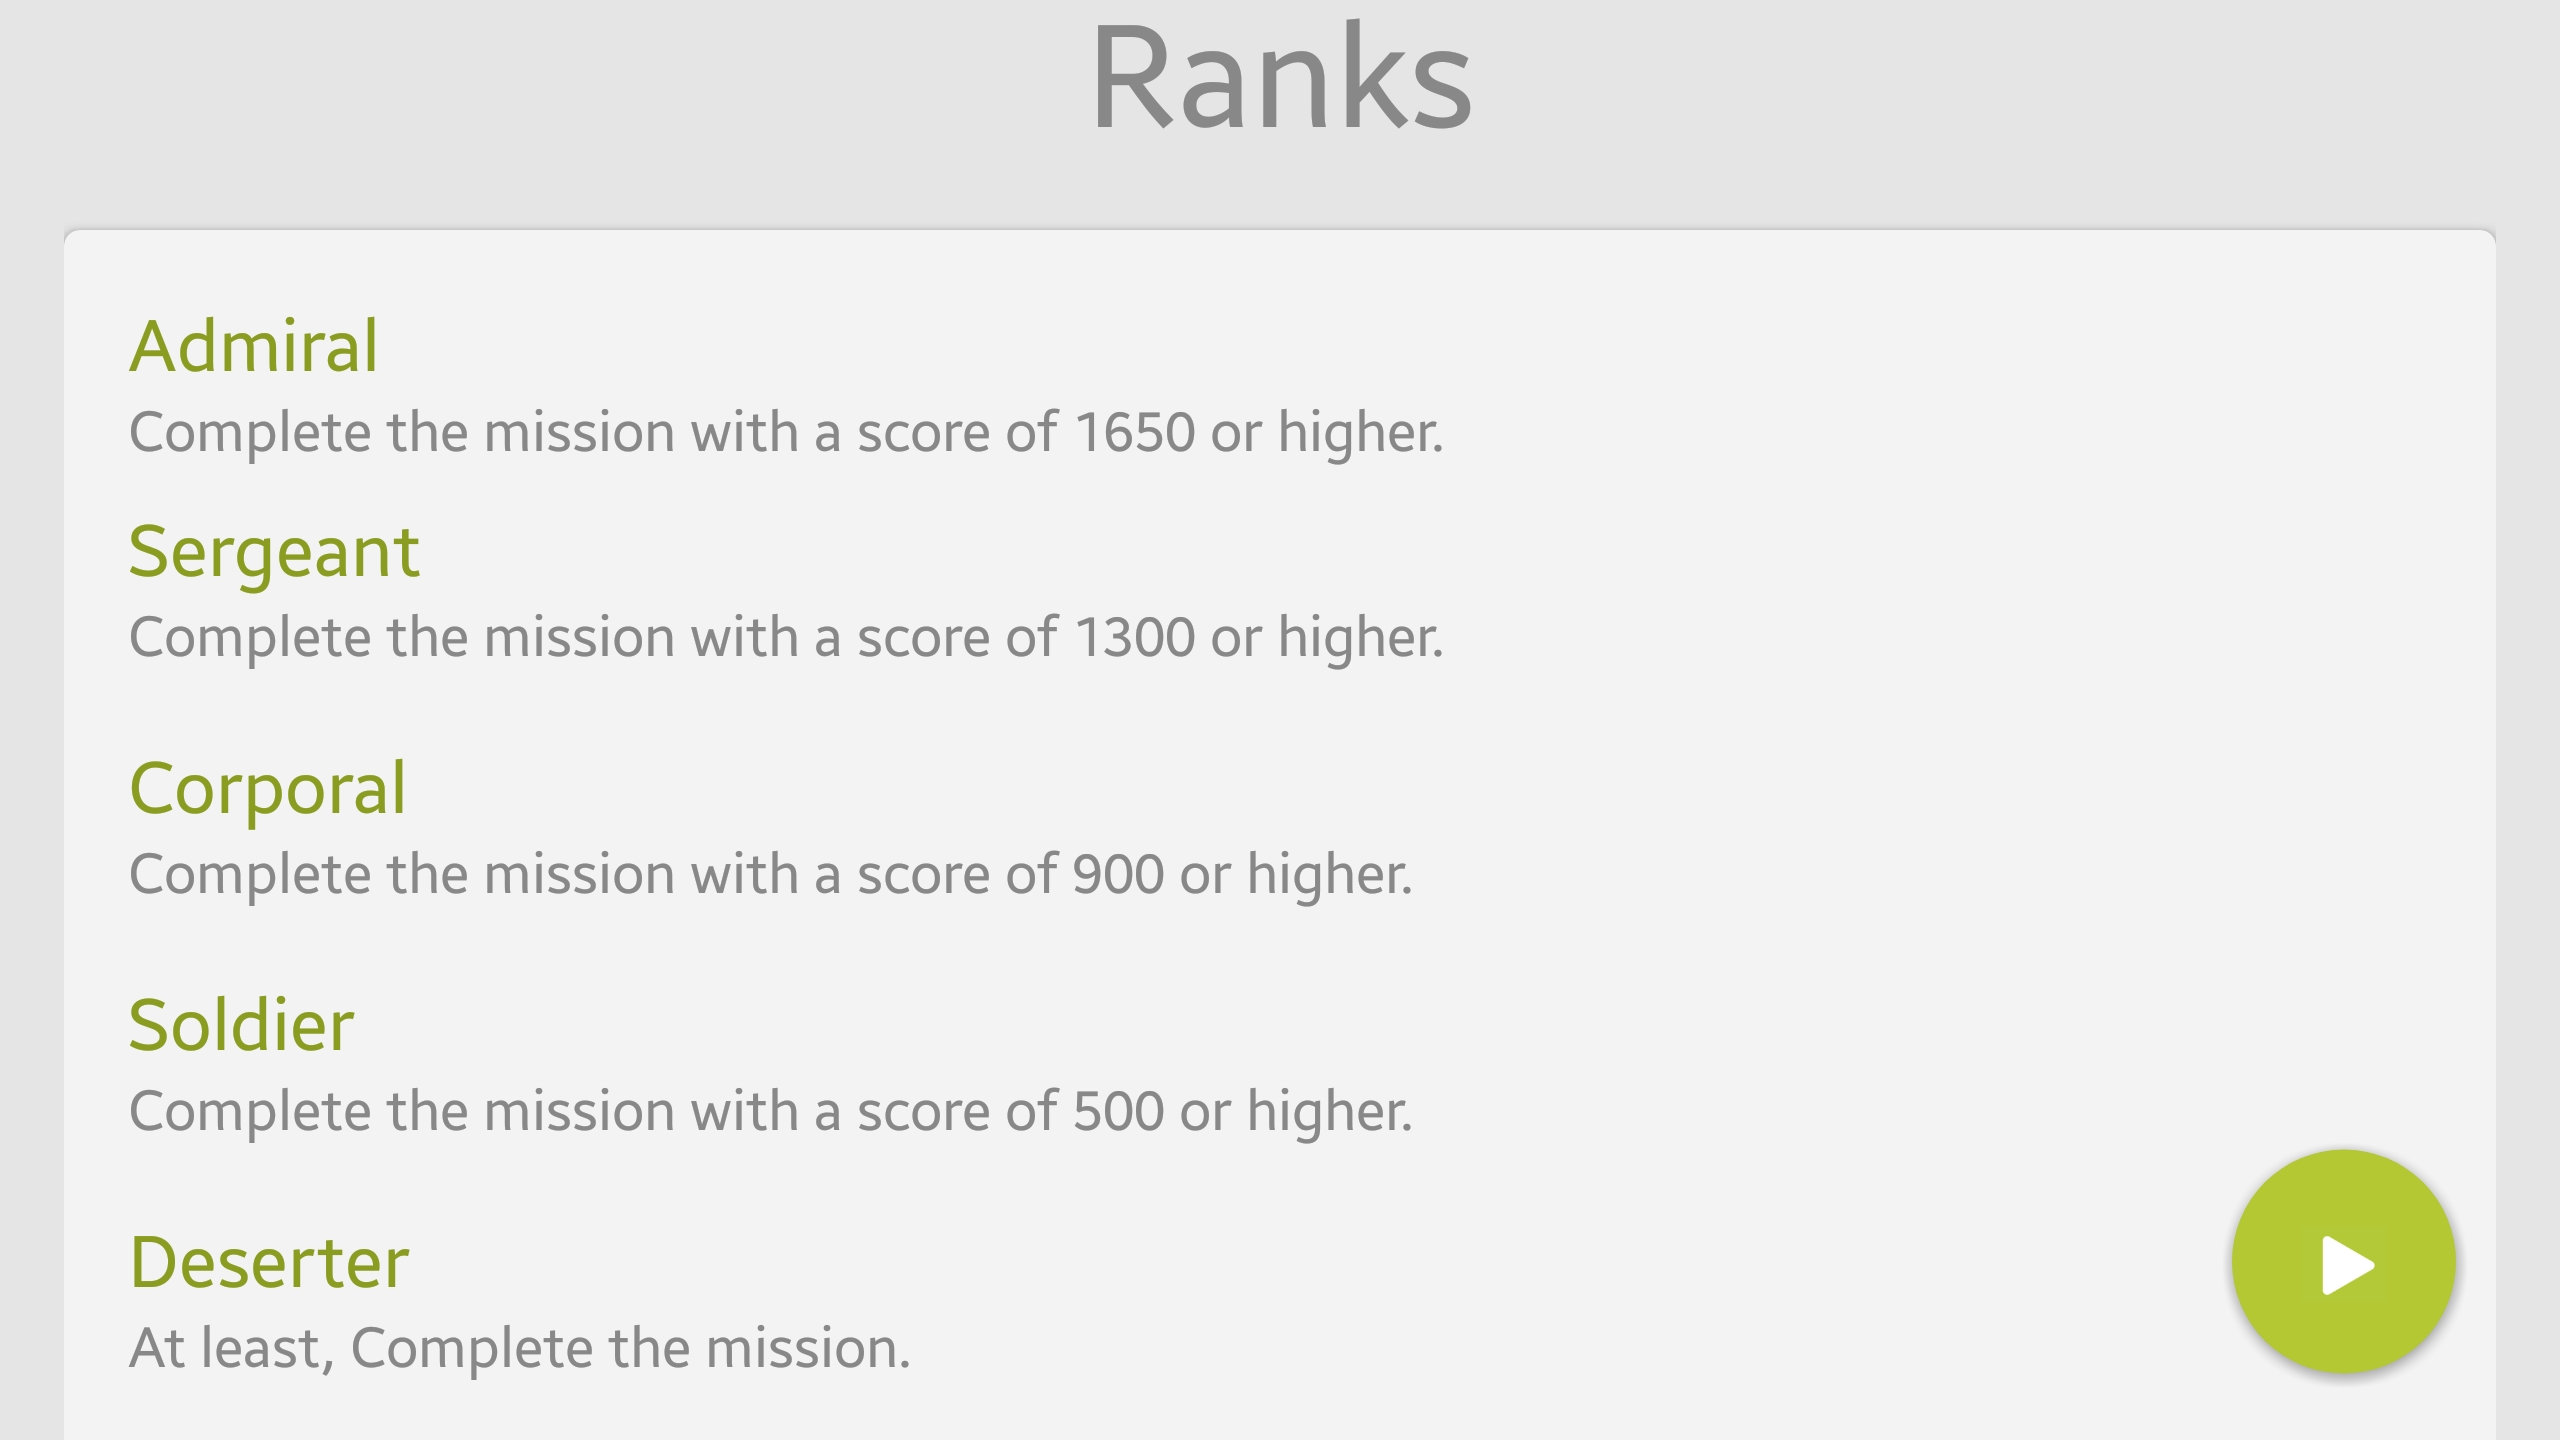 Ranks
Admiral
Complete the mission with a score of 1650 or higher.
Sergeant
Complete the mission with a score of 1300 or higher.
Corporal
Complete the mission with a score of 900 or higher.
Soldier
Complete the mission with a score of 500 or higher.
Deserter
At least, Complete the mission.